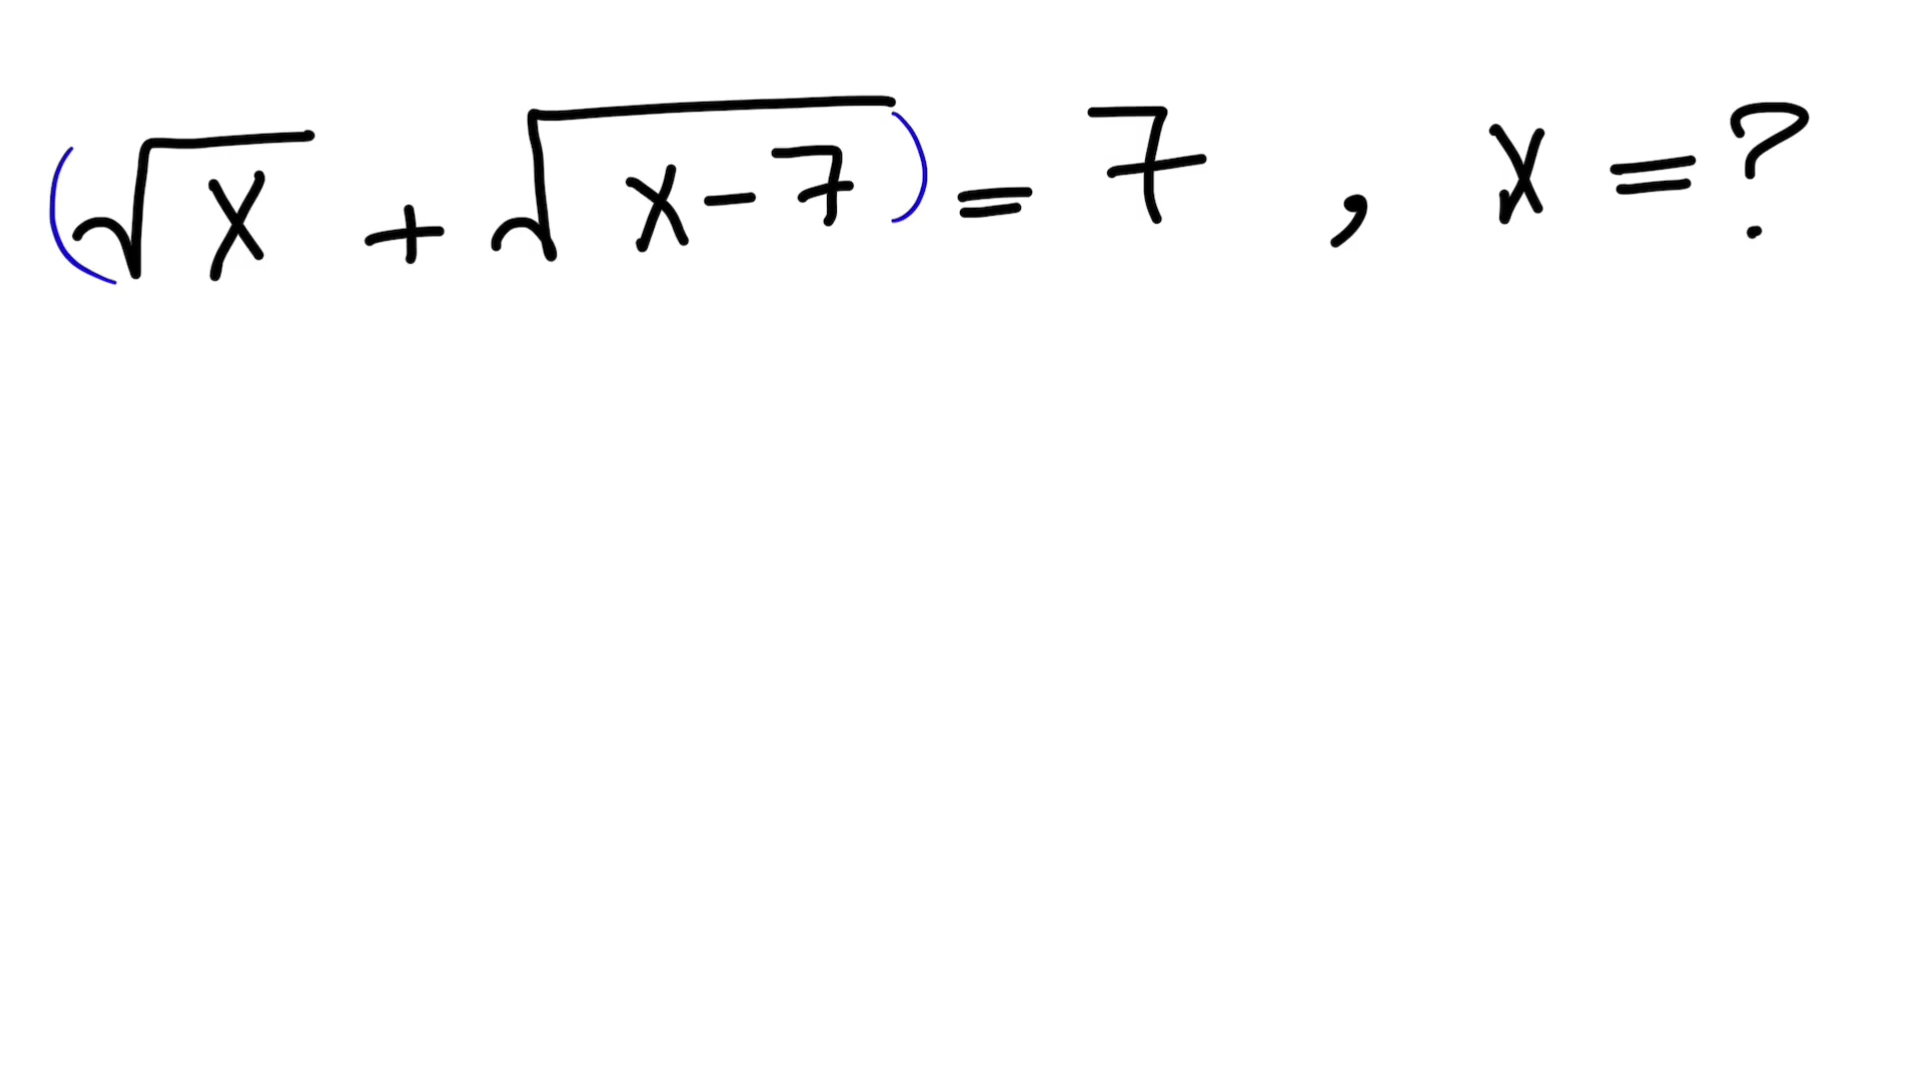 (√x + √(x-7)) = 7 , x = ?